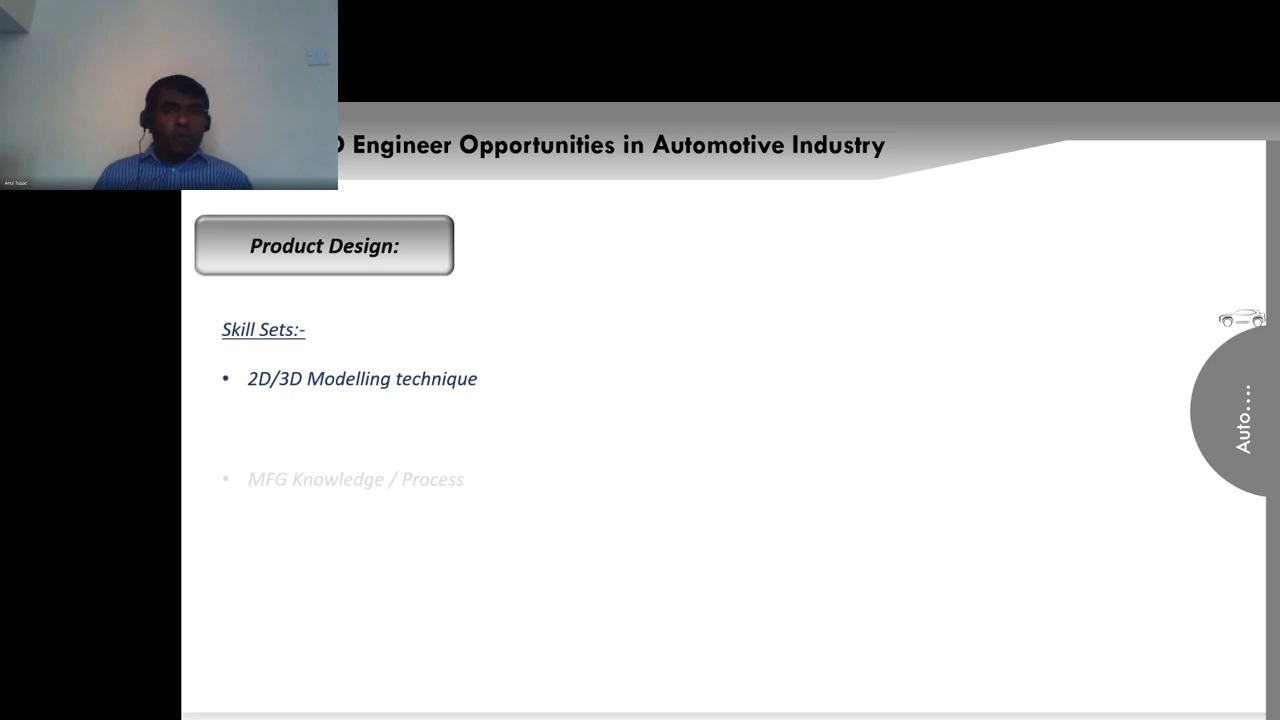 Engineer Opportunities in Automotive Industry
Product Design:
Skill Sets:-
• 2D/3D Modelling technique
• MFG Knowledge / Process
Auto....